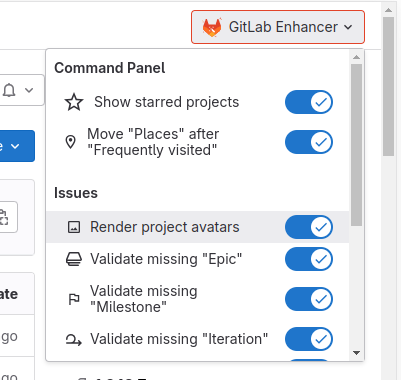 GitLab Enhancer
Command Panel
Show starred projects
Move "Places" after
"Frequently visited"
Issues
Render project avatars
ate
Validate missing "Epic"
Validate missing
"Milestone"
go
Validate missing "Iteration"
go